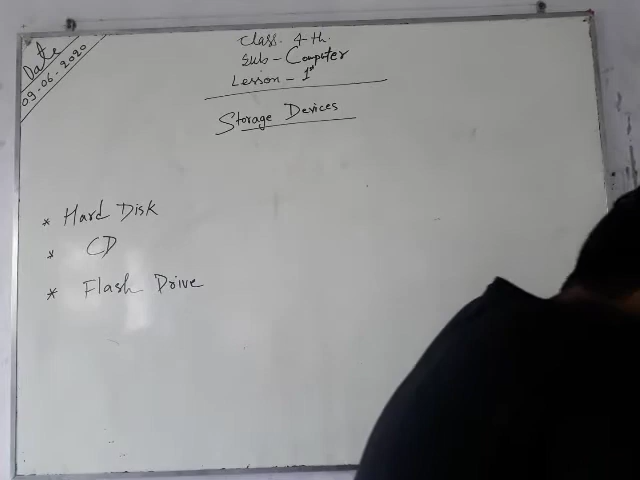 Date
09.06.2020
Class. 4th.
Sub- Computer
Lesson - 1st
Storage Devices
* Hard Disk
* CD
* Flash Drive